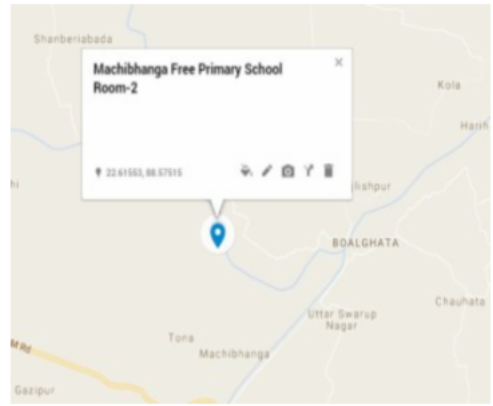 Shanberiabada
Machibhanga Free Primary School
Room-2
×
Kola
22.61553, 88.57515
lishpur
BOALGHATA
Uttar Swarup
Nagar
Chauhata
Tona
Machibhanga
Gazipur